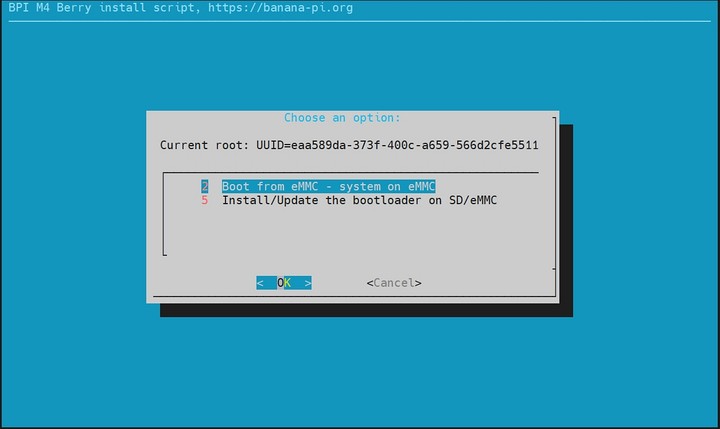 BPI M4 Berry install script, https://banana-pi.org
Choose an option:
Current root: UUID=eaa589da-373f-400c-a659-566d2cfe5511
2 Boot from eMMC - system on eMMC
5 Install/Update the bootloader on SD/eMMC
< OK > <Cancel>